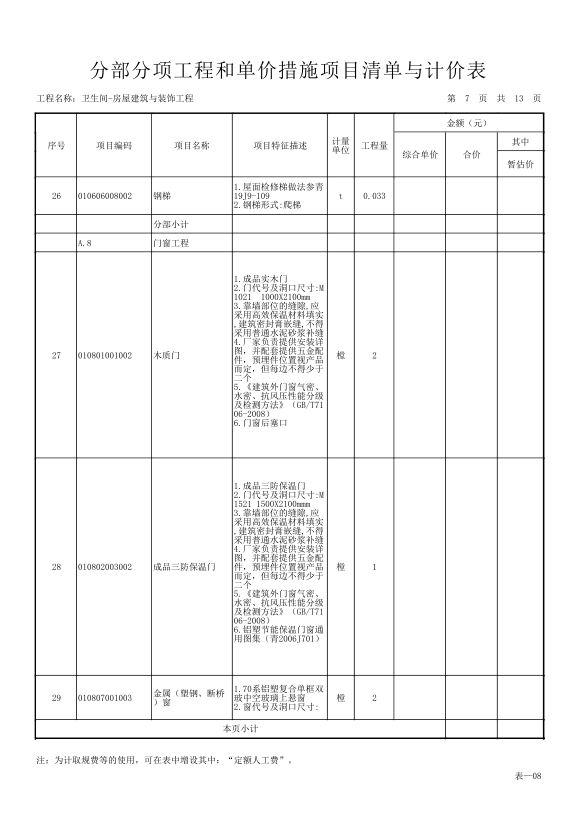 分部分项工程和单价措施项目清单与计价表
工程名称：卫生间-房屋建筑与装饰工程
第 7 页 共 13 页
序号
项目编码
项目名称
项目特征描述
计量
单位
工程量
金额（元）
综合单价
合价
其中
暂估价
26
010606008002
钢梯
1.屋面检修梯做法参青
19J9-109
2.钢梯形式:爬梯
t
0.033
分部小计
A.8
门窗工程
27
010801001002
木质门
1.成品实木门
2.门代号及洞口尺寸:M
1021 1000X2100mm
3.靠墙部位的缝隙,应
采用高效保温材料填实
,建筑密封膏嵌缝,不得
采用普通水泥砂浆补缝
4.厂家负责提供安装详
图，并配套提供五金配
件，预埋件位置视产品
而定，但每边不得少于
二个
5.《建筑外门窗气密、
水密、抗风压性能分级
及检测方法》（GB/T71
06-2008）
6.门窗后塞口
樘
2
28
010802003002
成品三防保温门
1.成品三防保温门
2.门代号及洞口尺寸:M
1521 1500X2100mmm
3.靠墙部位的缝隙,应
采用高效保温材料填实
,建筑密封膏嵌缝,不得
采用普通水泥砂浆补缝
4.厂家负责提供安装详
图，并配套提供五金配
件，预埋件位置视产品
而定，但每边不得少于
二个
5.《建筑外门窗气密、
水密、抗风压性能分级
及检测方法》（GB/T71
06-2008）
6.铝塑节能保温门窗通
用图集（青2006J701）
樘
1
29
010807001003
金属（塑钢、断桥
）窗
1.70系铝塑复合单框双
玻中空玻璃上悬窗
2.窗代号及洞口尺寸:
樘
2
本页小计
注：为计取规费等的使用，可在表中增设其中：“定额人工费”。
表—08